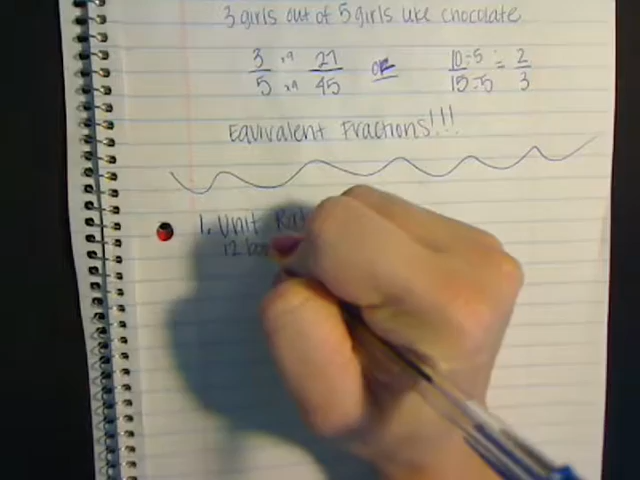 3 girls out of 5 girls like chocolate
3/5 ×9 ×9 27/45 or 10÷5/15÷5 = 2/3
Equivalent Fractions!!!
1. Unit
12